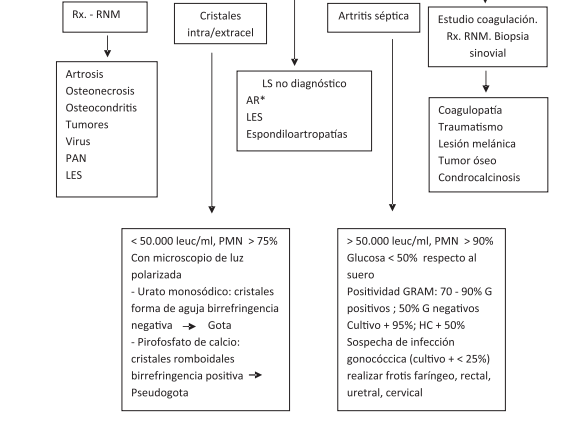 Rx. - RNM
Cristales
intra/extracel
Artritis séptica
Estudio coagulación.
Rx. RNM. Biopsia
sinovial
Artrosis
Osteonecrosis
Osteocondritis
Tumores
Virus
PAN
LES
LS no diagnóstico
AR*
LES
Espondiloartropatías
Coagulopatía
Traumatismo
Lesión melánica
Tumor óseo
Condrocalcinosis
< 50.000 leuc/ml, PMN > 75%
Con microscopio de luz
polarizada
- Urato monosódico: cristales
forma de aguja birrefringencia
negativa → Gota
- Pirofosfato de calcio:
cristales romboidales
birrefringencia positiva →
Pseudogota
> 50.000 leuc/ml, PMN > 90%
Glucosa < 50% respecto al
suero
Positividad GRAM: 70 - 90% G
positivos ; 50% G negativos
Cultivo + 95%; HC + 50%
Sospecha de infección
gonocóccica (cultivo + < 25%)
realizar frotis faríngeo, rectal,
uretral, cervical